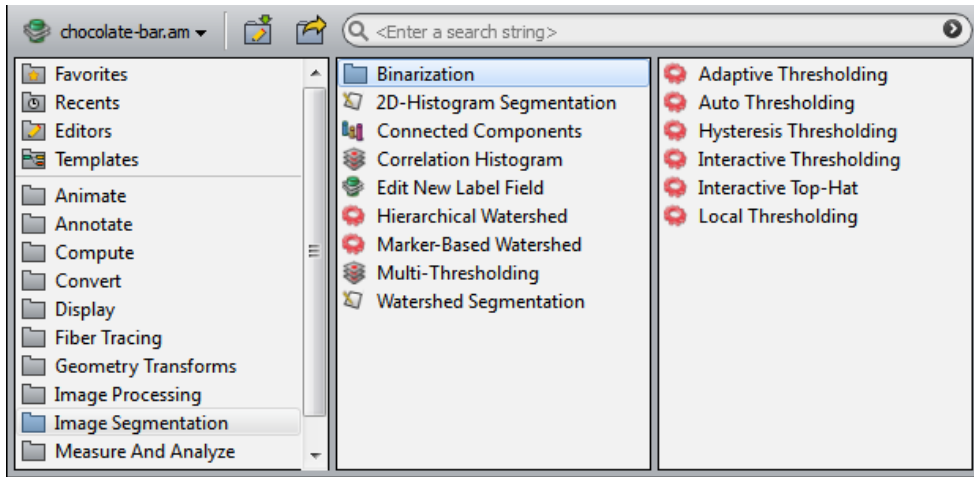 chocolate-bar.am
<Enter a search string>
Favorites
Recents
Editors
Templates
Animate
Annotate
Compute
Convert
Display
Fiber Tracing
Geometry Transforms
Image Processing
Image Segmentation
Measure And Analyze
Binarization
2D-Histogram Segmentation
Connected Components
Correlation Histogram
Edit New Label Field
Hierarchical Watershed
Marker-Based Watershed
Multi-Thresholding
Watershed Segmentation
Adaptive Thresholding
Auto Thresholding
Hysteresis Thresholding
Interactive Thresholding
Interactive Top-Hat
Local Thresholding